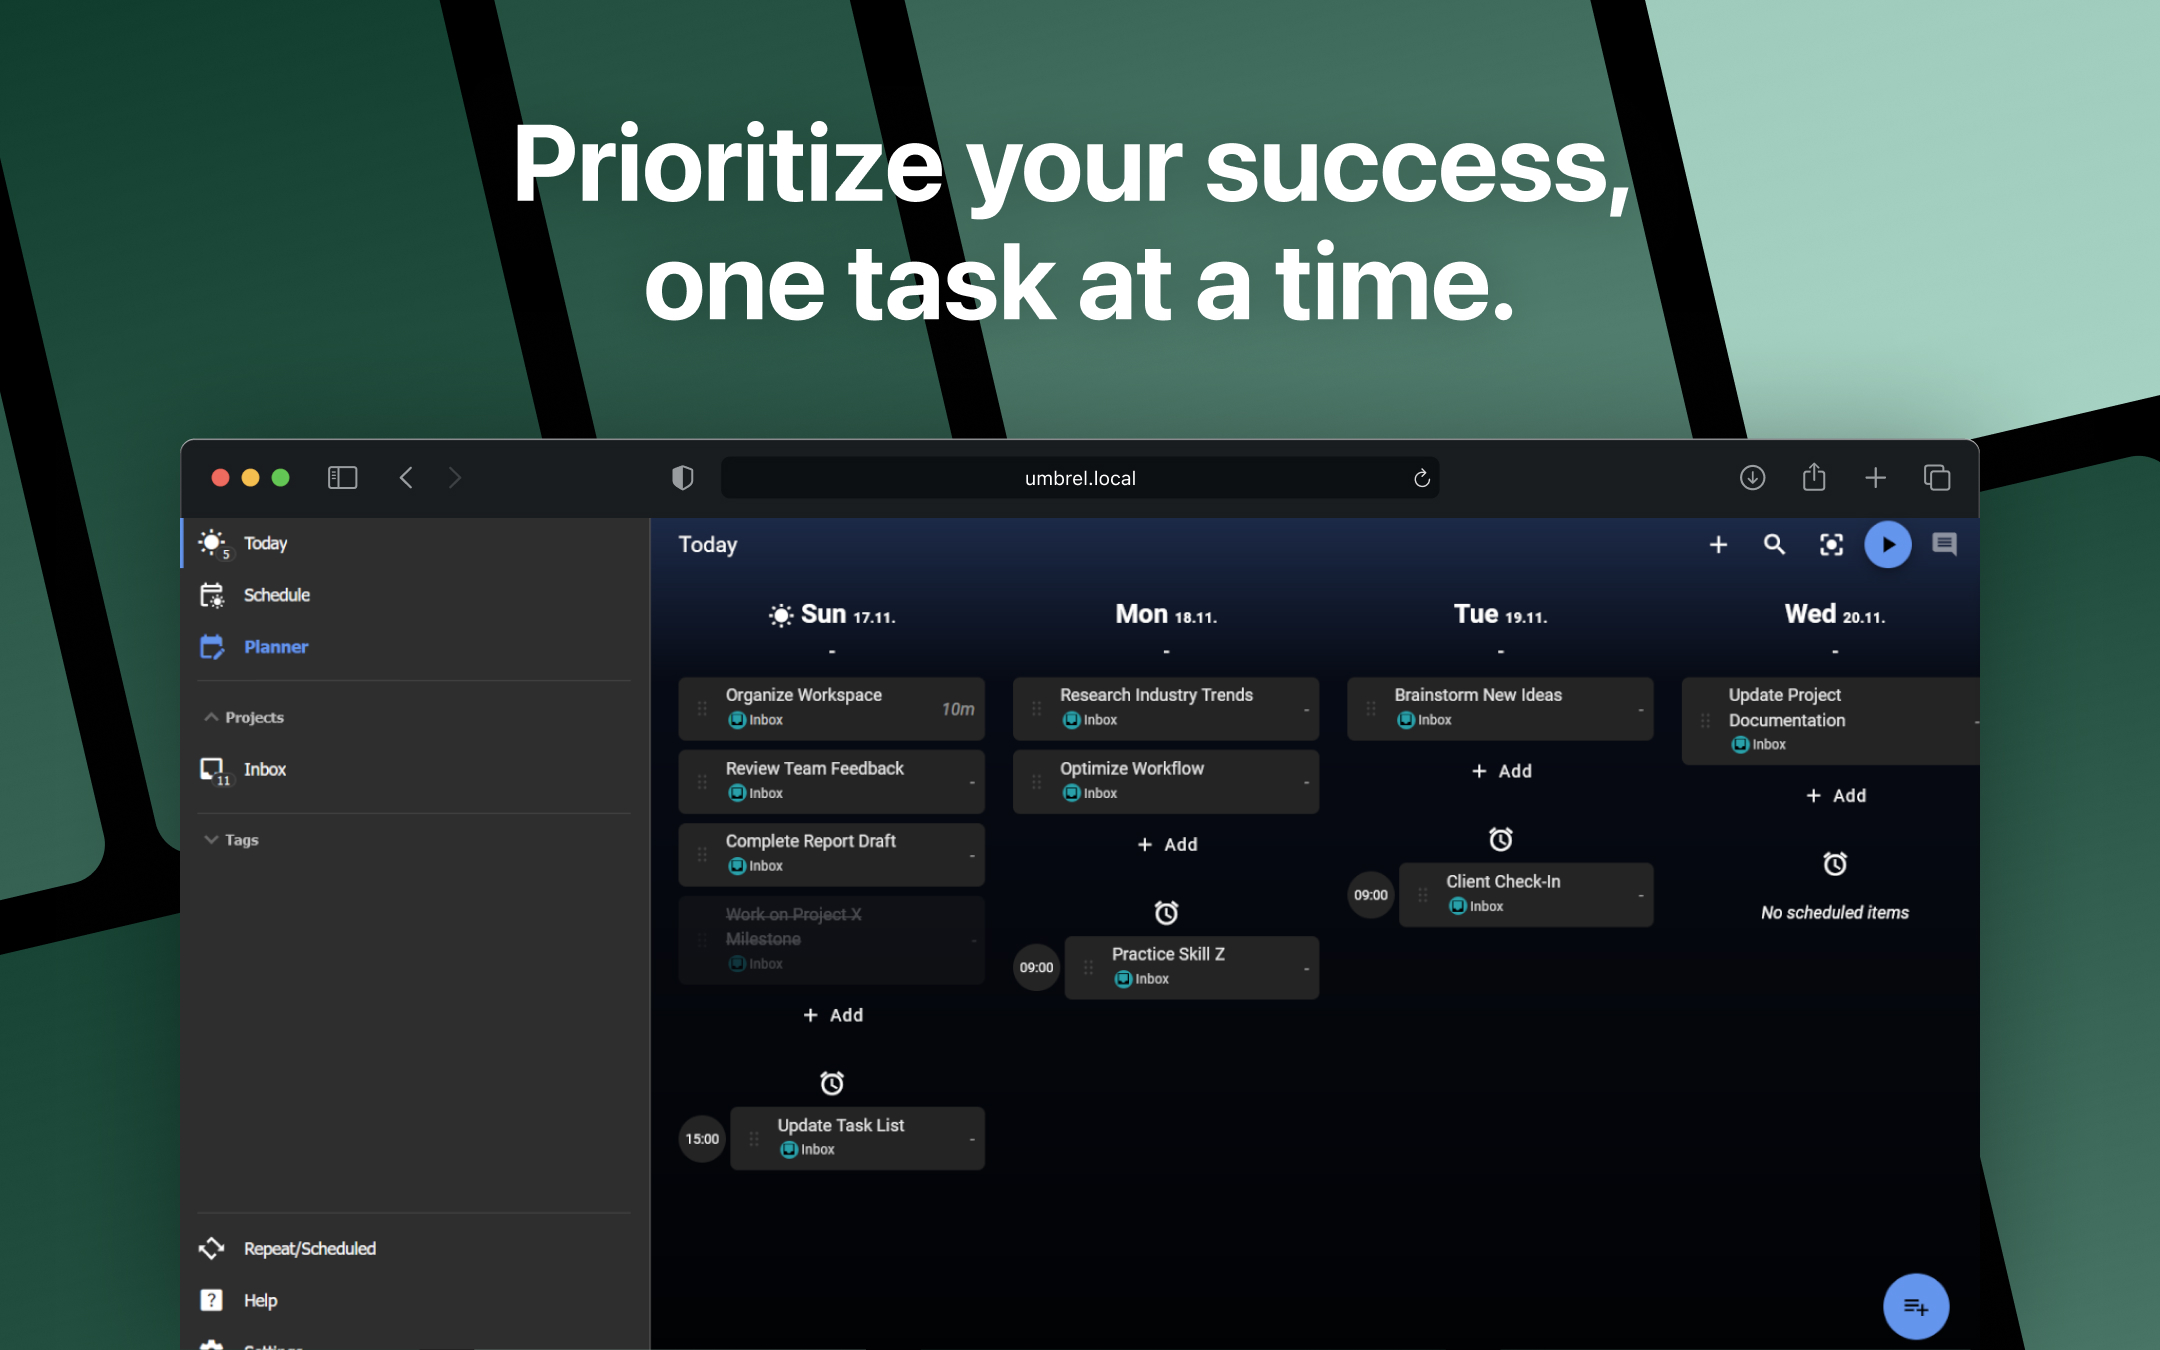 Prioritize your success,
one task at a time.
umbrel.local
5
Today
Schedule
Planner
Projects
11
Inbox
Tags
Repeat/Scheduled
?
Help
Settings
Today
Sun 17.11.
-
Organize Workspace
Inbox
10m
Review Team Feedback
Inbox
-
Complete Report Draft
Inbox
-
Work on Project X
Milestone
Inbox
-
+ Add
15:00
Update Task List
Inbox
-
Mon 18.11.
-
Research Industry Trends
Inbox
-
Optimize Workflow
Inbox
-
+ Add
09:00
Practice Skill Z
Inbox
-
Tue 19.11.
-
Brainstorm New Ideas
Inbox
-
+ Add
09:00
Client Check-In
Inbox
-
Wed 20.11.
-
Update Project
Documentation
Inbox
-
+ Add
No scheduled items